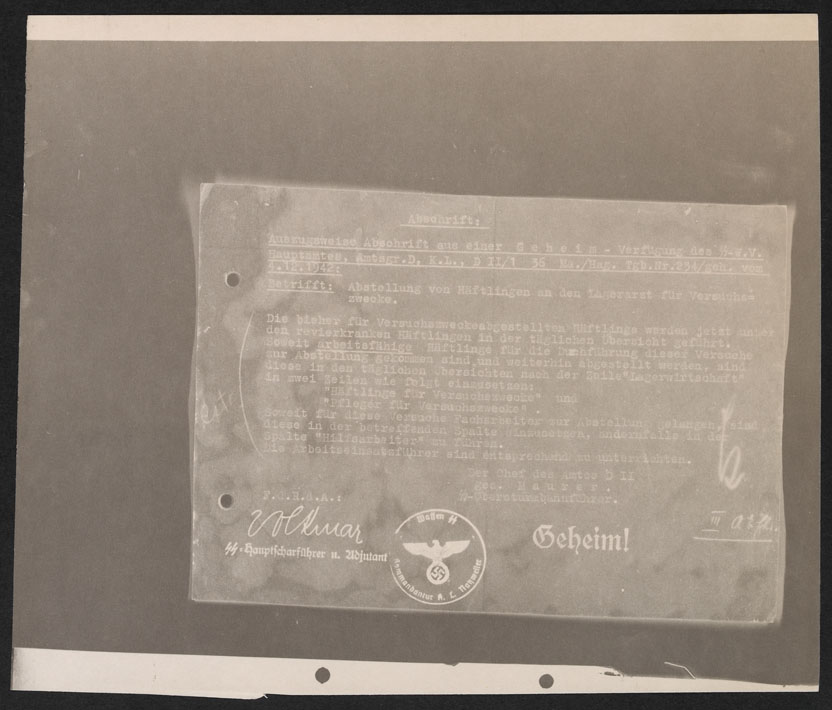 Abschrift:
Auszugsweise Abschrift aus einer Geheim - Verfügung des SS-W.V.
Hauptamtes, Amtsgr.D, K.L., D II/1 Ma./Hag. Tgb.Nr. /geh. vom
.12.1942:
Betrifft: Abstellung von Häftlingen an den Lagerarzt für Versuchs-
zwecke.
Die bisher für Versuchszweckeabgestellten Häftlinge werden jetzt unter
den revierkranken Häftlingen in der täglichen Übersicht geführt.
Soweit arbeitsfähige Häftlinge für die Durchführung dieser Versuche
zur Abstellung gekommen sind und weiterhin abgestellt werden, sind
diese in den täglichen Übersichten nach der Zeile"Lagerwirtschaft"
in zwei Zeilen wie folgt einzusetzen:
"Häftlinge für Versuchszwecke" und
"Pfleger für Versuchszwecke" .
Soweit für diese Versuche Facharbeiter zur Abstellung gelangen, sind
diese in der betreffenden Spalte einzusetzen, andernfalls in der
Spalte "Hilfsarbeiter" zu führen.
Die Arbeitseinsatzführer sind entsprechend zu unterrichten.
Der Chef des Amtes D II
gez. Maurer.
SS-Obersturmbannführer.
F.d.R.d.A.:
Volkmar
SS-Hauptscharführer u. Adjutant
Waffen SS
Kommandantur K. L. Natzweiler
Geheim!